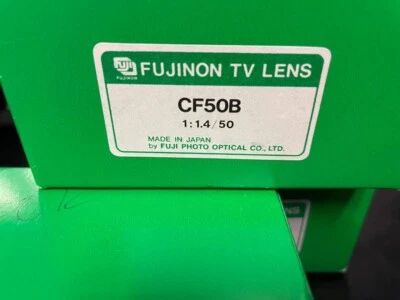 FUJI
FUJINON
FUJINON TV LENS
CF50B
1:1.4/50
MADE IN JAPAN
by FUJI PHOTO OPTICAL CO., LTD.
LENS